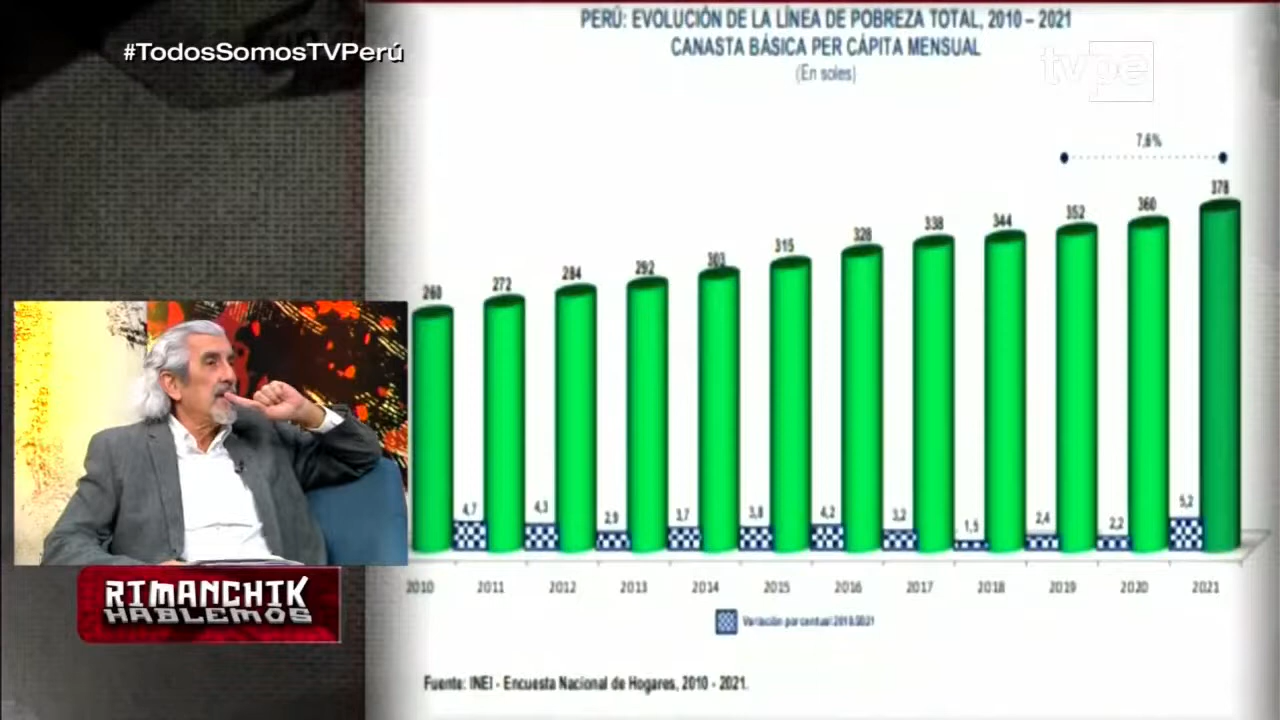 #TodosSomosTVPerú
PERÚ: EVOLUCIÓN DE LA LÍNEA DE POBREZA TOTAL, 2010 – 2021
CANASTA BÁSICA PER CÁPITA MENSUAL
(En soles)
tvpe
7,6%
260 272 284 292 303 315 328 338 344 352 360 378
4,7 4,3 2,9 3,7 3,8 4,2 3,2 1,5 2,4 2,2 5,2
2010 2011 2012 2013 2014 2015 2016 2017 2018 2019 2020 2021
Variación porcentual
Fuente: INEI - Encuesta Nacional de Hogares, 2010 - 2021.
RIMANCHIK
HABLEMOS